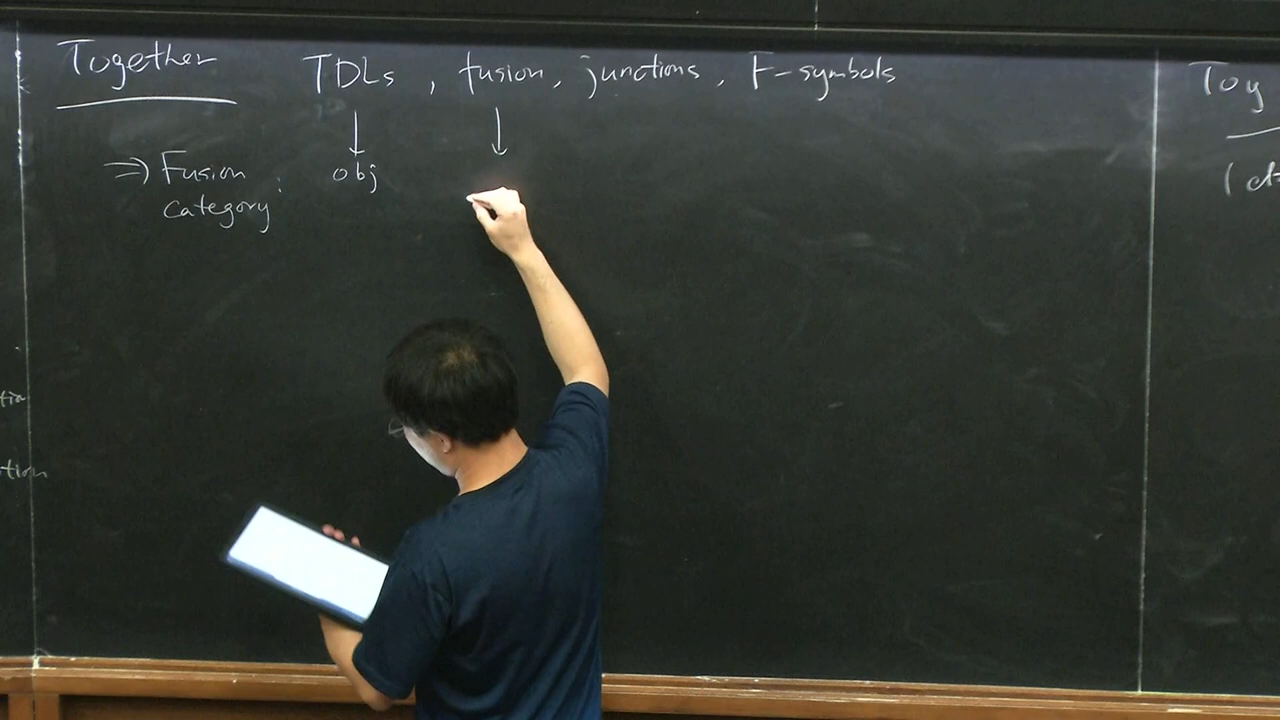 Together TDLs , fusion, junctions, F-symbols
↓ ↓
⇒) Fusion category : obj
Toy